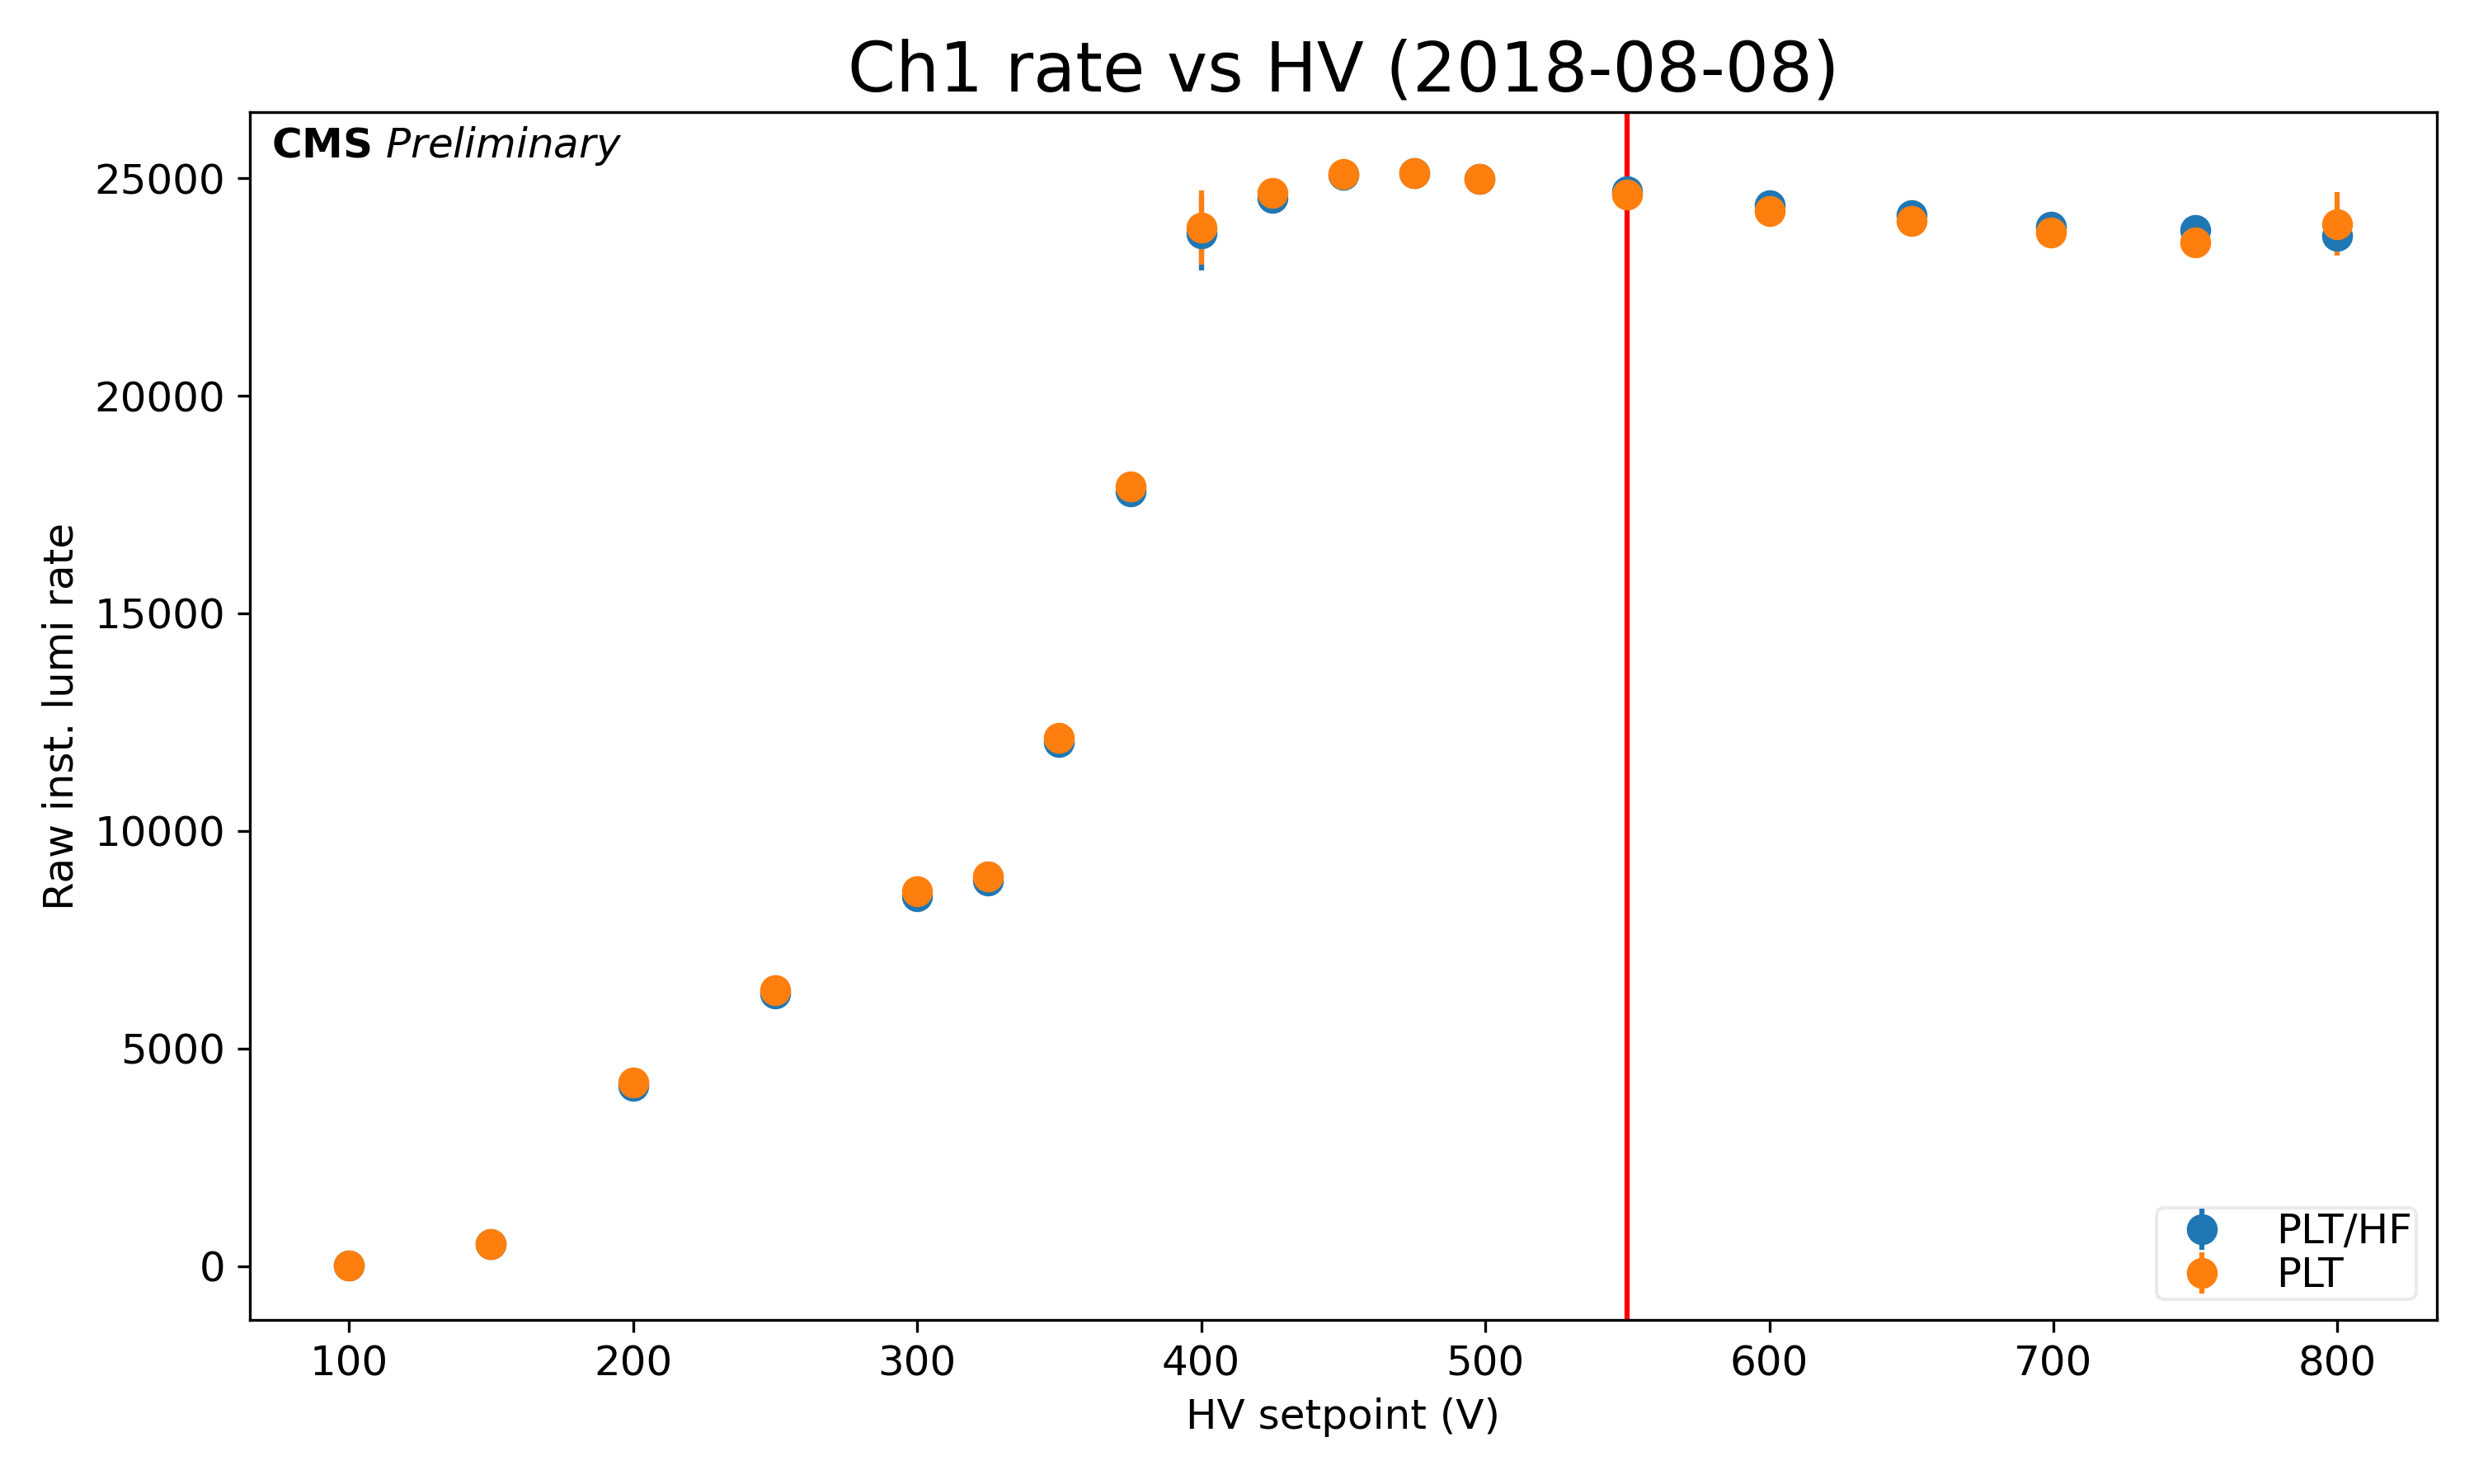 Ch1 rate vs HV (2018-08-08)
CMS Preliminary
25000
20000
15000
10000
5000
0
Raw inst. lumi rate
100 200 300 400 500 600 700 800
HV setpoint (V)
PLT/HF
PLT